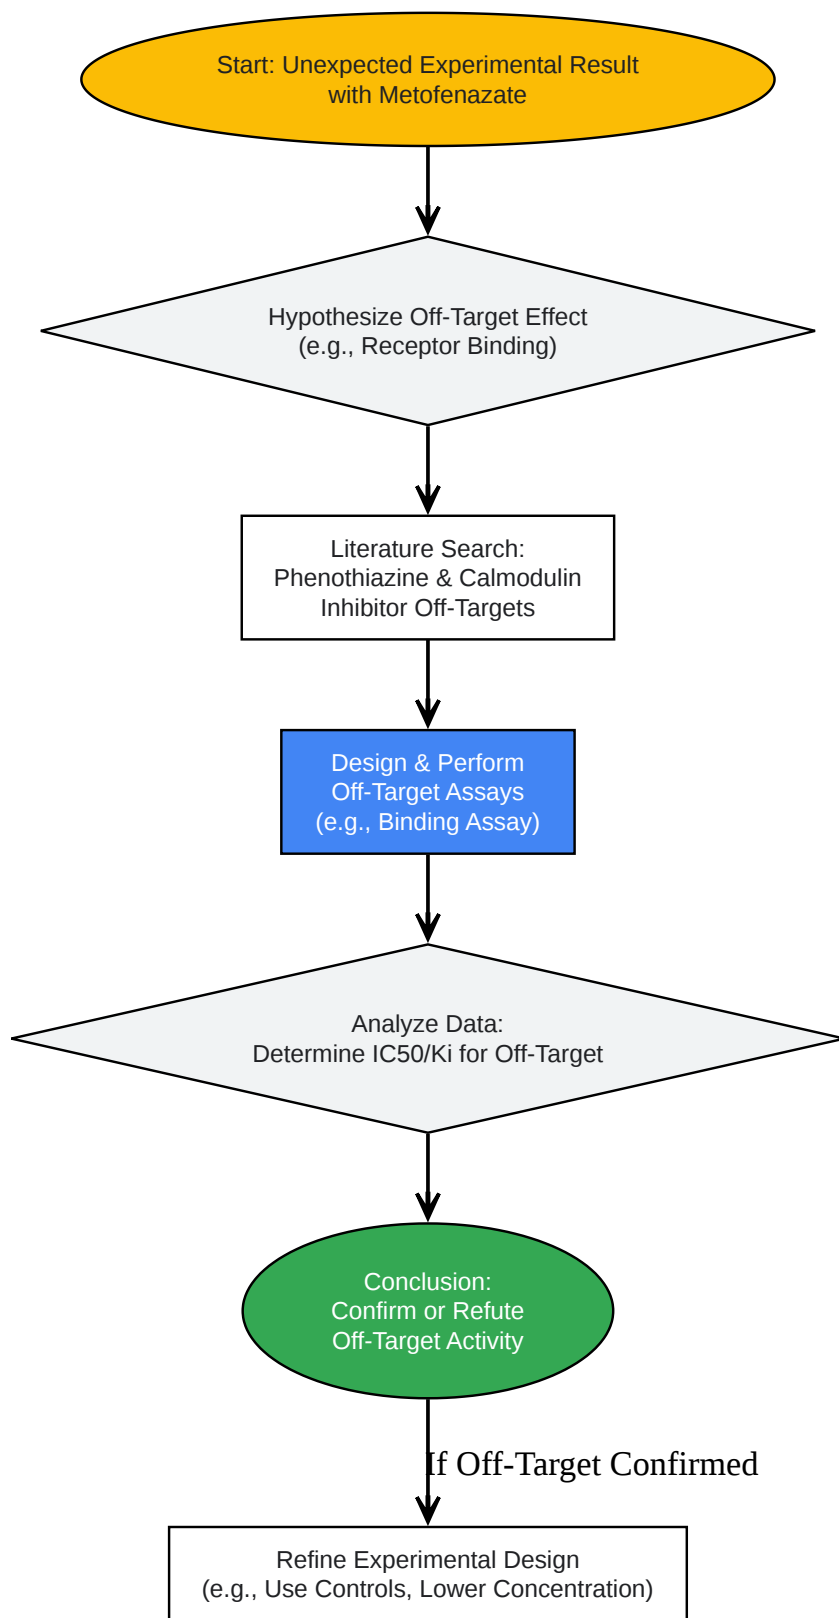 Start: Unexpected Experimental Result
with Metofenazate
Hypothesize Off-Target Effect
(e.g., Receptor Binding)
Literature Search:
Phenothiazine & Calmodulin
Inhibitor Off-Targets
Design & Perform
Off-Target Assays
(e.g., Binding Assay)
Analyze Data:
Determine IC50/Ki for Off-Target
Conclusion:
Confirm or Refute
Off-Target Activity
If Off-Target Confirmed
Refine Experimental Design
(e.g., Use Controls, Lower Concentration)